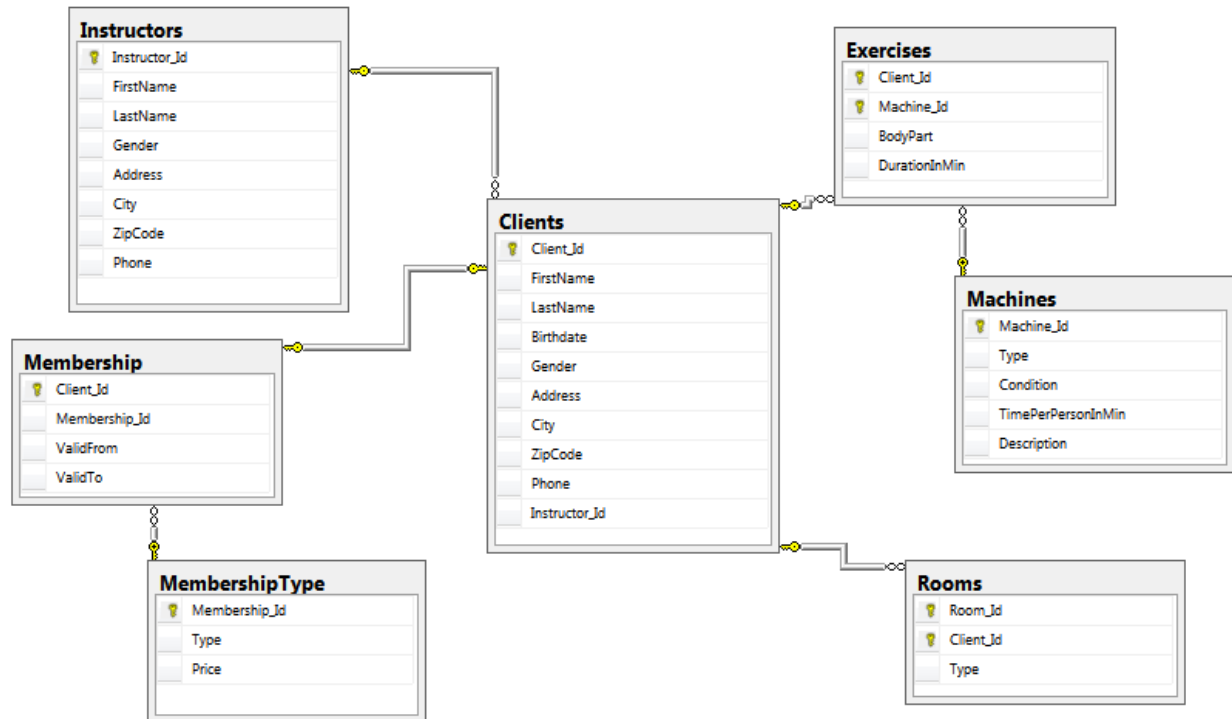 Instructors
Instructor_Id
FirstName
LastName
Gender
Address
City
ZipCode
Phone
Membership
Client_Id
Membership_Id
ValidFrom
ValidTo
MembershipType
Membership_Id
Type
Price
Clients
Client_Id
FirstName
LastName
Birthdate
Gender
Address
City
ZipCode
Phone
Instructor_Id
Exercises
Client_Id
Machine_Id
BodyPart
DurationInMin
Machines
Machine_Id
Type
Condition
TimePerPersonInMin
Description
Rooms
Room_Id
Client_Id
Type